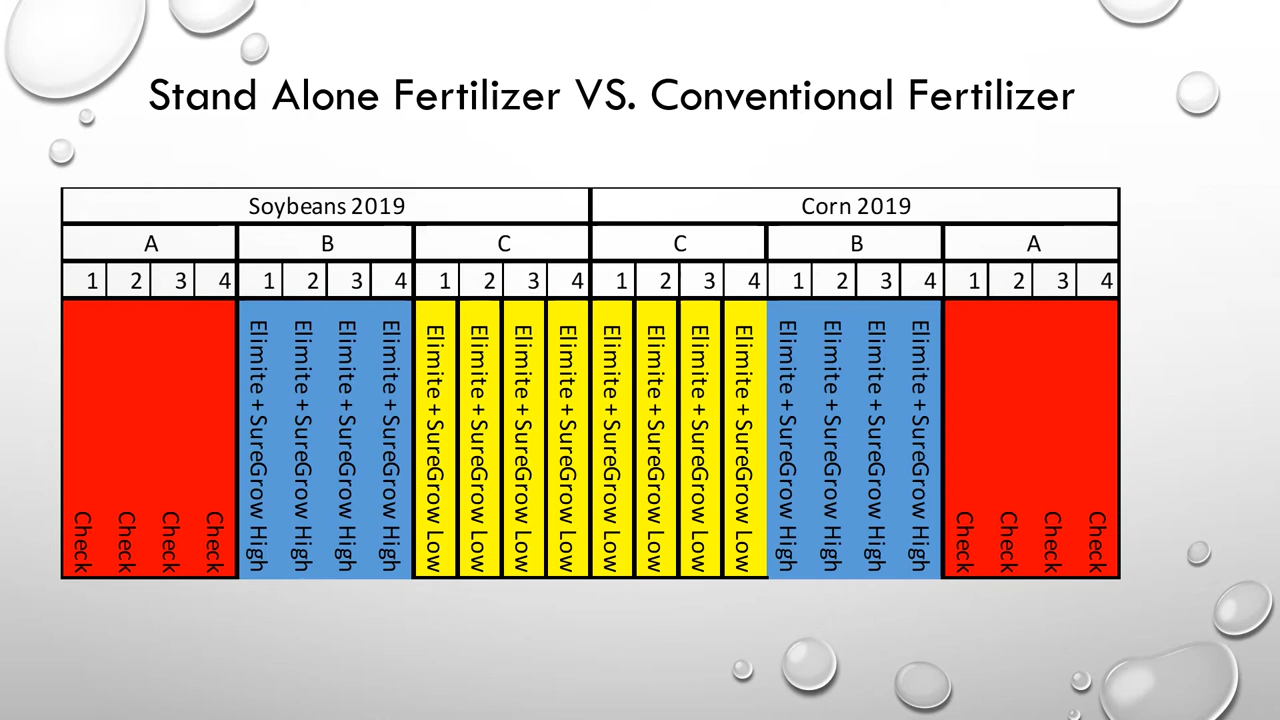 Stand Alone Fertilizer VS. Conventional Fertilizer
Soybeans 2019 Corn 2019
A B C C B A
1 2 3 4 1 2 3 4 1 2 3 4 1 2 3 4 1 2 3 4 1 2 3 4
Check
Check
Check
Check
Elimite + SureGrow High
Elimite + SureGrow High
Elimite + SureGrow High
Elimite + SureGrow High
Elimite + SureGrow Low
Elimite + SureGrow Low
Elimite + SureGrow Low
Elimite + SureGrow Low
Elimite + SureGrow Low
Elimite + SureGrow Low
Elimite + SureGrow Low
Elimite + SureGrow Low
Elimite + SureGrow High
Elimite + SureGrow High
Elimite + SureGrow High
Elimite + SureGrow High
Check
Check
Check
Check